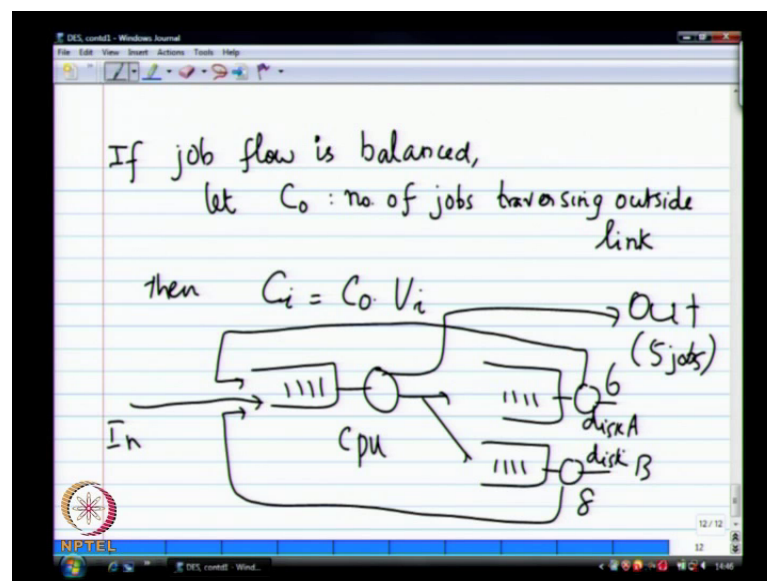 DES, contd1 - Windows Journal
File Edit View Insert Actions Tools Help
If job flow is balanced,
let C0 : no. of jobs traversing outside
link
then Ci = C0. Vi
Out
(5 jobs)
6
disk A
In
CPU
disk B
8
NPTEL
12 / 12
12
DES, contd1 - Wind...
14:46